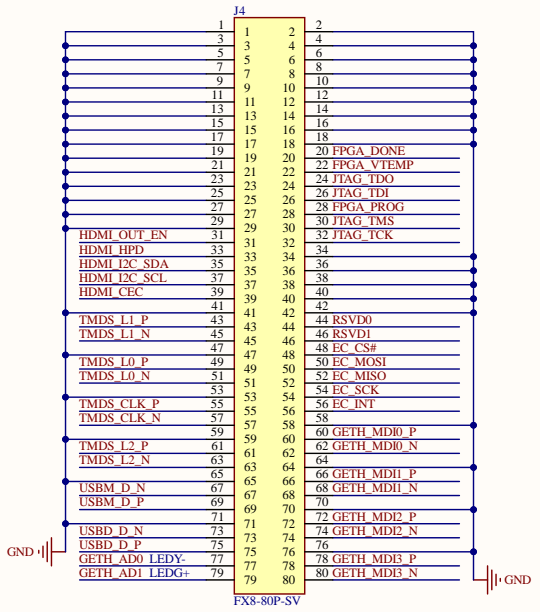 J4
1 1 2 2
3 3 4 4
5 5 6 6
7 7 8 8
9 9 10 10
11 11 12 12
13 13 14 14
15 15 16 16
17 17 18 18
19 19 20 20 FPGA_DONE
21 21 22 22 FPGA_VTEMP
23 23 24 24 JTAG_TDO
25 25 26 26 JTAG_TDI
27 27 28 28 FPGA_PROG
29 29 30 30 JTAG_TMS
HDMI_OUT_EN 31 31 32 32 JTAG_TCK
HDMI_HPD 33 33 34 34
HDMI_I2C_SDA 35 35 36 36
HDMI_I2C_SCL 37 37 38 38
HDMI_CEC 39 39 40 40
41 41 42 42
TMDS_L1_P 43 43 44 44 RSVD0
TMDS_L1_N 45 45 46 46 RSVD1
47 47 48 48 EC_CS#
TMDS_L0_P 49 49 50 50 EC_MOSI
TMDS_L0_N 51 51 52 52 EC_MISO
53 53 54 54 EC_SCK
TMDS_CLK_P 55 55 56 56 EC_INT
TMDS_CLK_N 57 57 58 58
59 59 60 60 GETH_MDI0_P
TMDS_L2_P 61 61 62 62 GETH_MDI0_N
TMDS_L2_N 63 63 64 64
65 65 66 66 GETH_MDI1_P
USBM_D_N 67 67 68 68 GETH_MDI1_N
USBM_D_P 69 69 70 70
71 71 72 72 GETH_MDI2_P
USBD_D_N 73 73 74 74 GETH_MDI2_N
USBD_D_P 75 75 76 76
GND
GETH_AD0 LEDY- 77 77 78 78 GETH_MDI3_P
GETH_AD1 LEDG+ 79 79 80 80 GETH_MDI3_N
GND
FX8-80P-SV